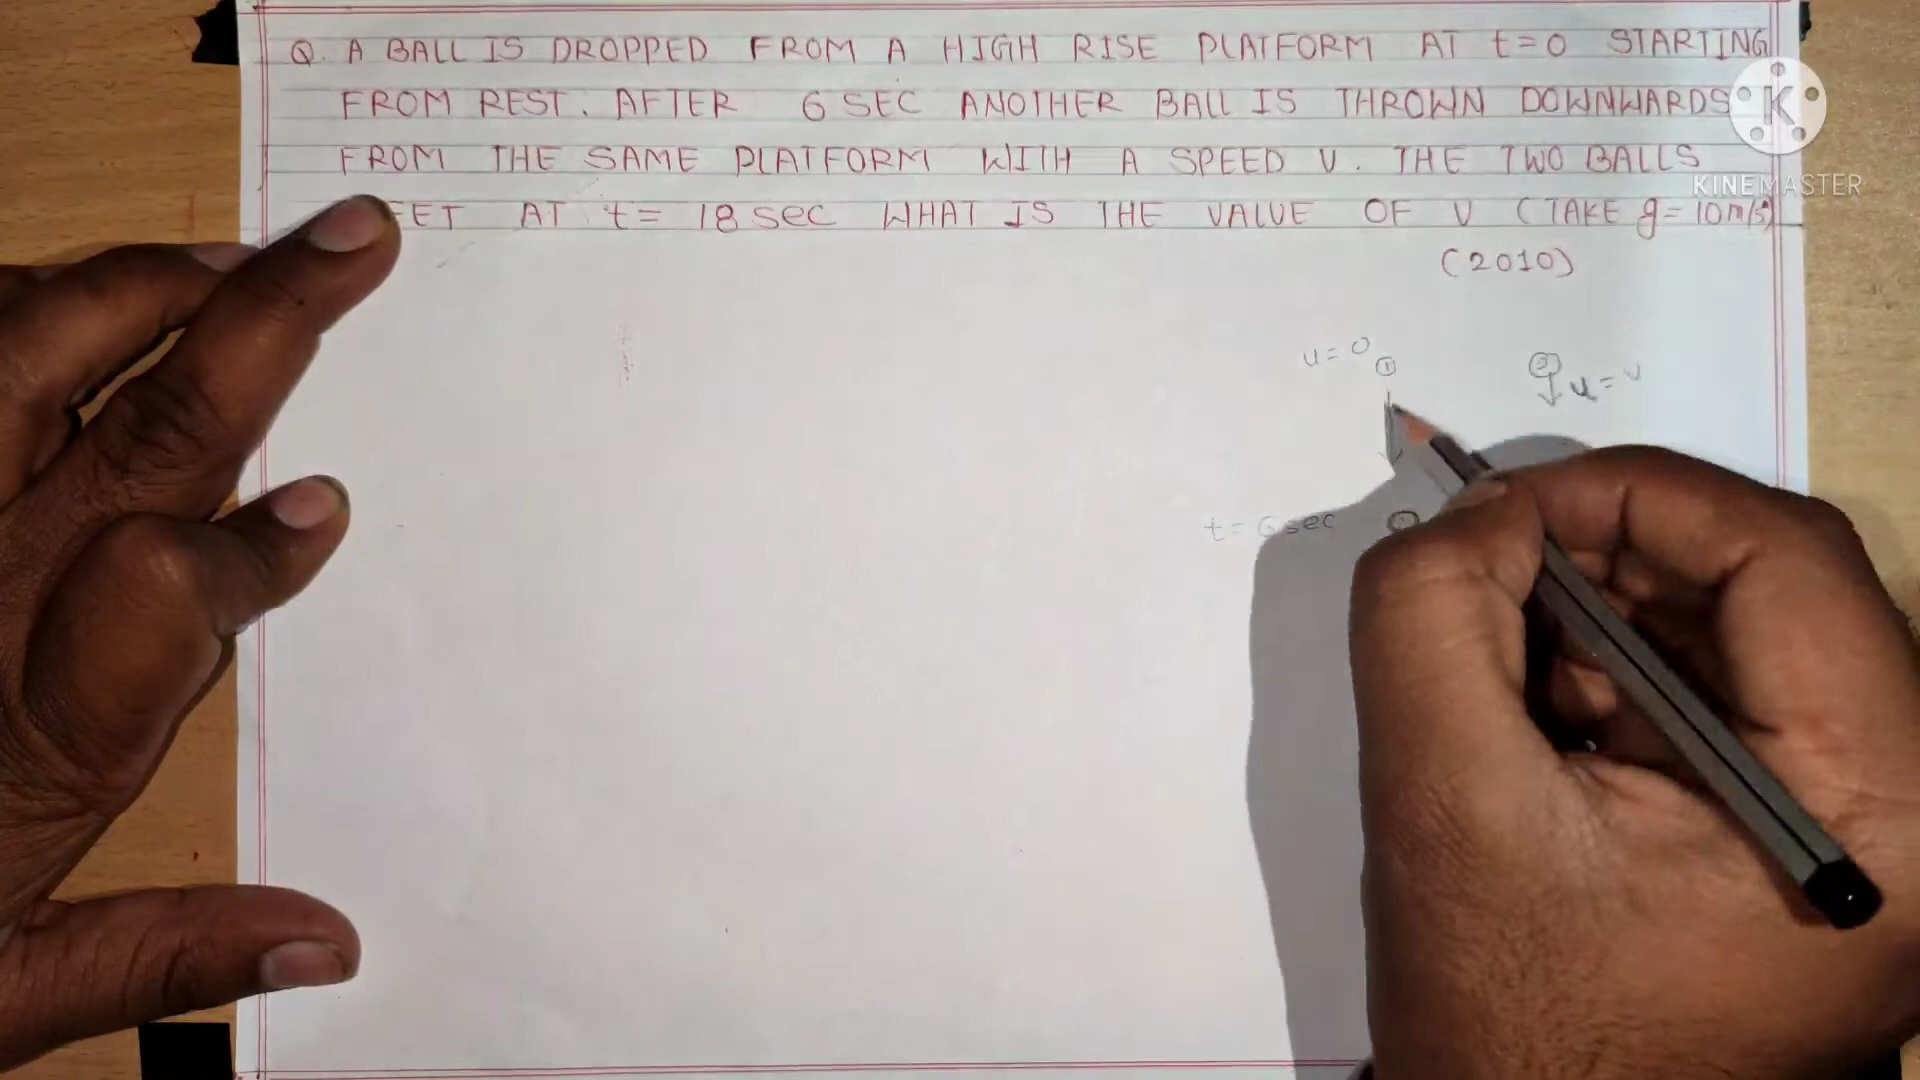 Q. A BALL IS DROPPED FROM A HIGH RISE PLATFORM AT t=0 STARTING
FROM REST. AFTER 6 SEC ANOTHER BALL IS THROWN DOWNWARDS
FROM THE SAME PLATFORM WITH A SPEED V. THE TWO BALLS
AT t= 18 SEC WHAT IS THE VALUE OF V (TAKE g= 10m/s²)
(2010)
u=0 ① ② u=v
t= 6 sec
K
KINEMASTER